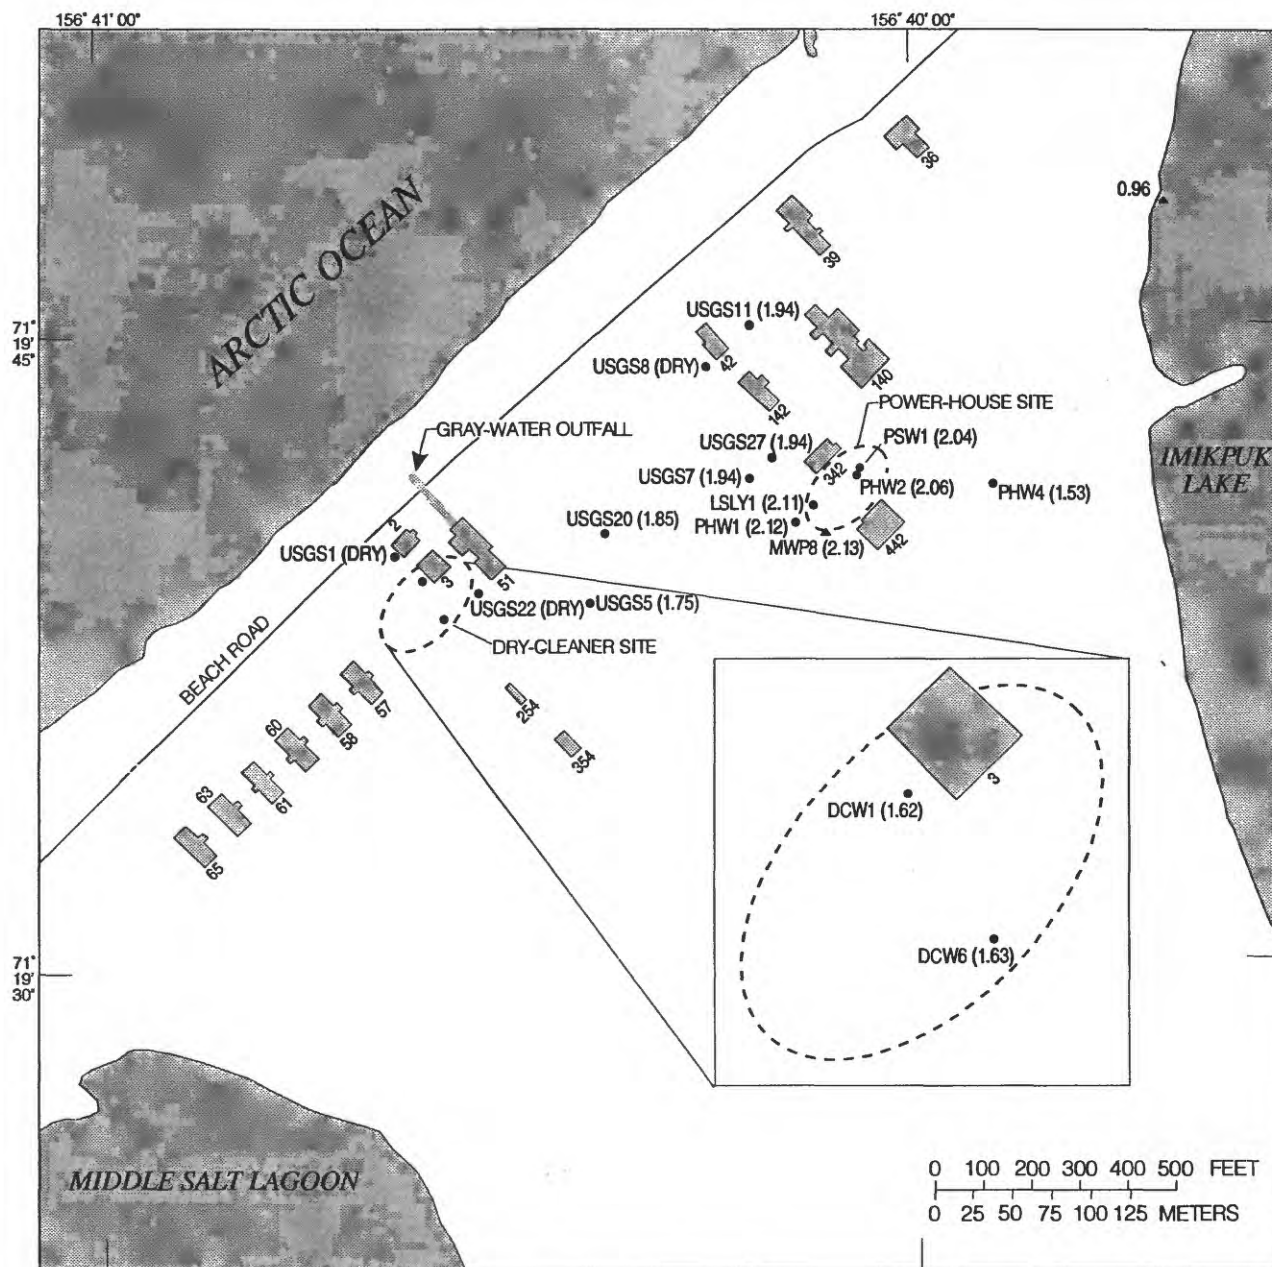 156° 41' 00"
156° 40' 00"
36
0.96
ARCTIC OCEAN
39
USGS11 (1.94)
71°
19'
45"
42
USGS8 (DRY)
140
142
POWER-HOUSE SITE
GRAY-WATER OUTFALL
PSW1 (2.04)
USGS27 (1.94)
342
IMIKPUK
LAKE
USGS7 (1.94)
PHW2 (2.06)
PHW4 (1.53)
LSLY1 (2.11)
USGS20 (1.85)
PHW1 (2.12)
2
MWP8 (2.13)
442
USGS1 (DRY)
3
51
USGS22 (DRY)
USGS5 (1.75)
DRY-CLEANER SITE
BEACH ROAD
57
254
58
60
354
61
63
65
3
DCW1 (1.62)
DCW6 (1.63)
71°
19'
30"
MIDDLE SALT LAGOON
0 100 200 300 400 500 FEET
0 25 50 75 100 125 METERS